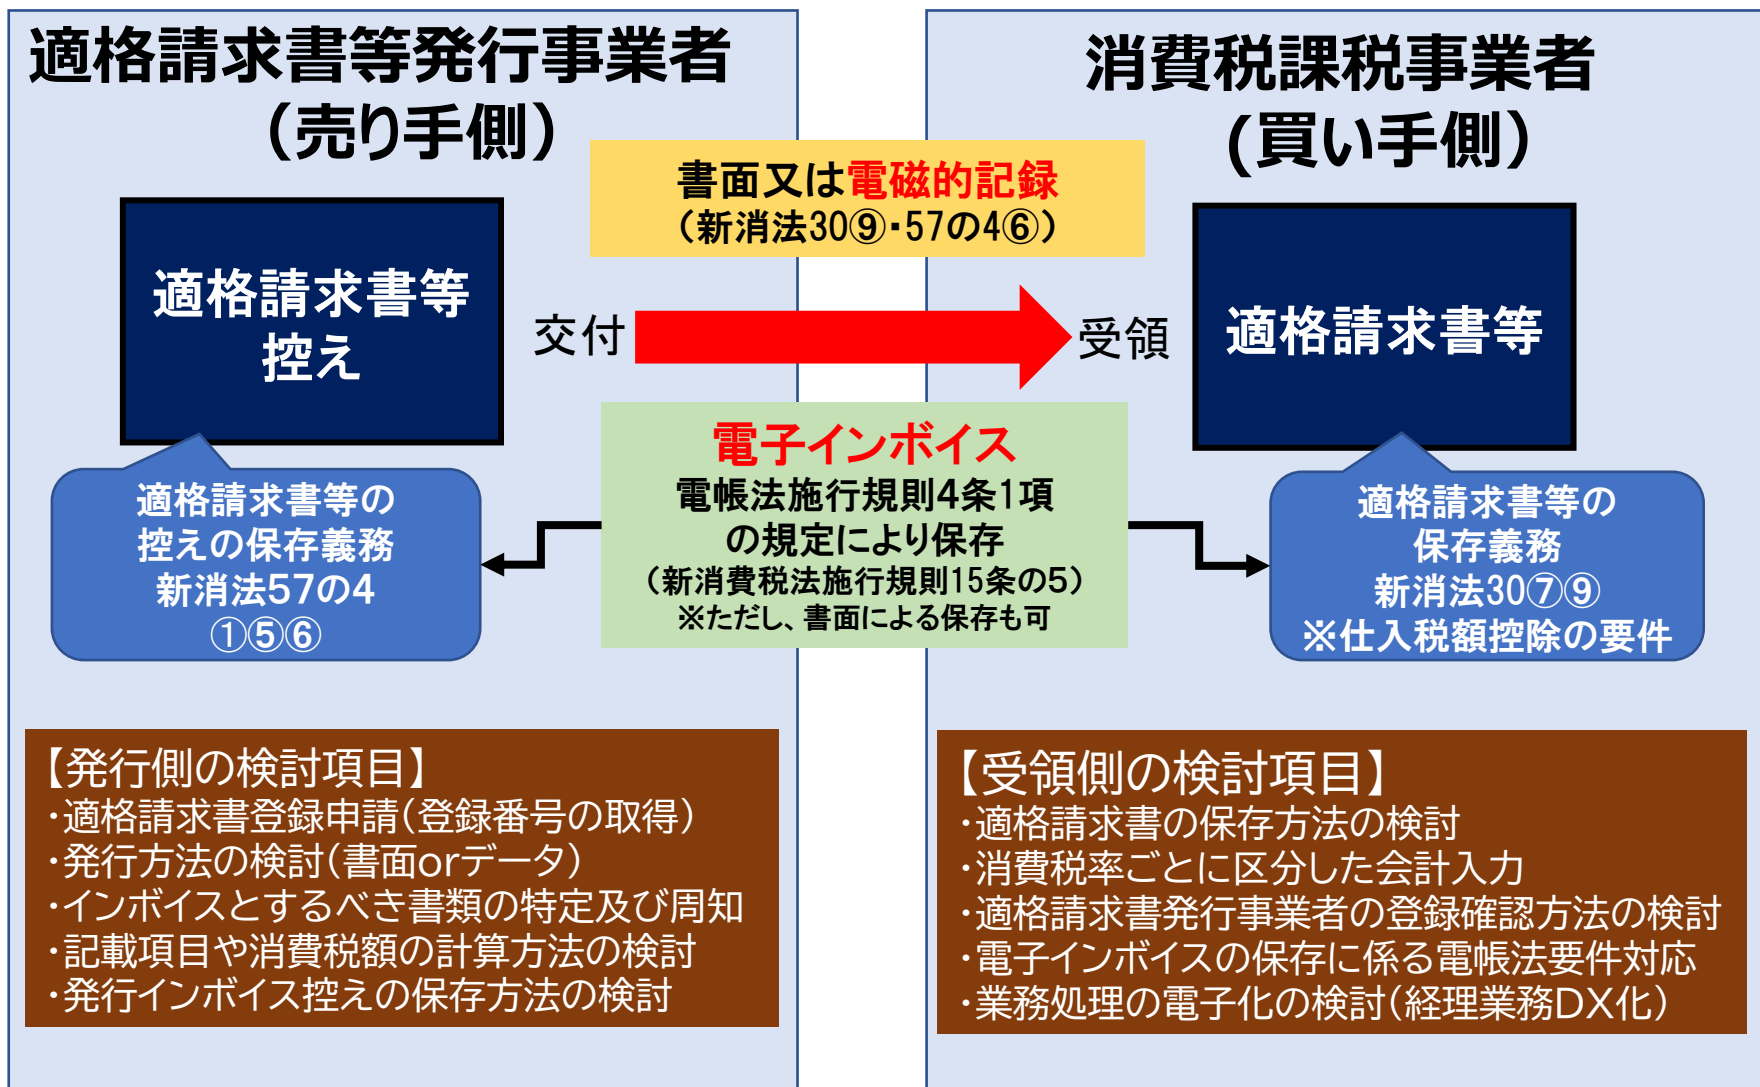 適格請求書等発行事業者
（売り手側）
適格請求書等
控え
適格請求書等の
控えの保存義務
新消法57の4
①⑤⑥
書面又は電磁的記録
（新消法30⑨・57の4⑥）
交付
受領
電子インボイス
電帳法施行規則4条1項
の規定により保存
（新消費税法施行規則15条の5）
※ただし、書面による保存も可
消費税課税事業者
(買い手側）
適格請求書等
適格請求書等の
保存義務
新消法30⑦⑨
※仕入税額控除の要件
【発行側の検討項目】
・適格請求書登録申請（登録番号の取得）
・発行方法の検討（書面orデータ）
・インボイスとするべき書類の特定及び周知
・記載項目や消費税額の計算方法の検討
・発行インボイス控えの保存方法の検討
【受領側の検討項目】
・適格請求書の保存方法の検討
・消費税率ごとに区分した会計入力
・適格請求書発行事業者の登録確認方法の検討
・電子インボイスの保存に係る電帳法要件対応
・業務処理の電子化の検討（経理業務DX化）